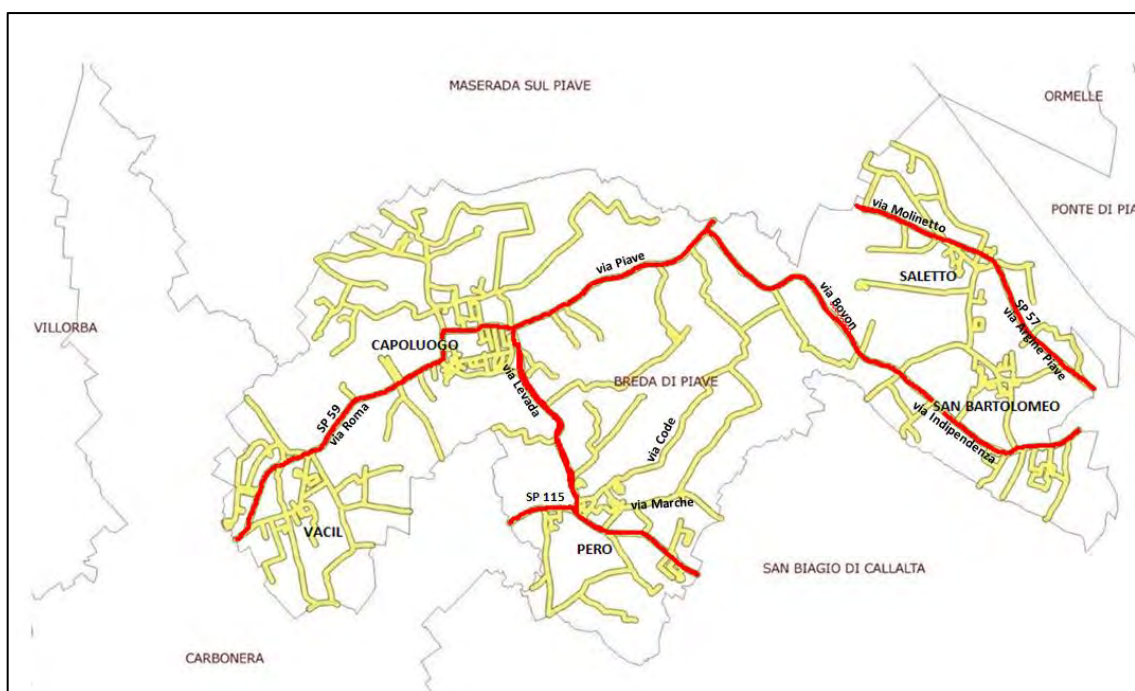 MASERADA SUL PIAVE
ORMELLE
PONTE DI PIA
via Molinetto
SALETTO
via Piave
SP 57
via Argine Piave
via Bovon
VILLORBA
CAPOLUOGO
via Levada
BREDA DI PIAVE
SAN BARTOLOMEO
via Indipendenza
SP 59
via Roma
via Code
SP 115
via Marche
VACIL
PERO
SAN BIAGIO DI CALLALTA
CARBONERA